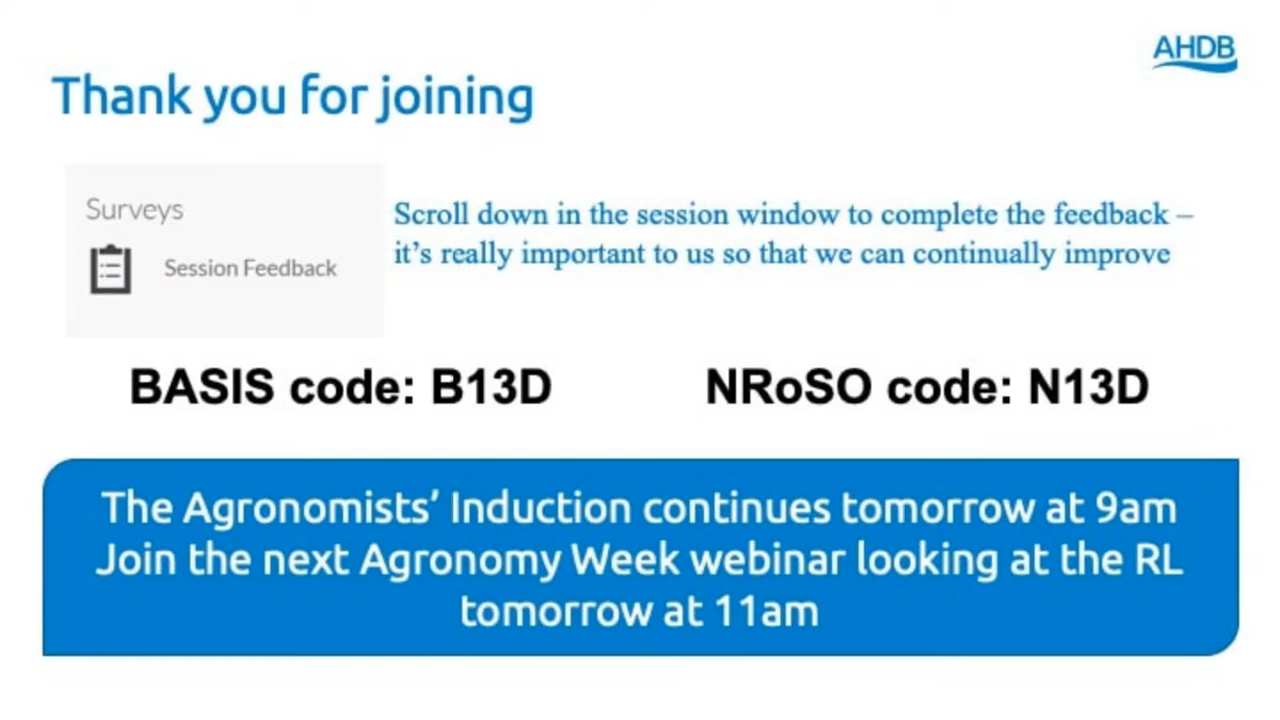 AHDB
Thank you for joining
Surveys
Session Feedback
Scroll down in the session window to complete the feedback –
it's really important to us so that we can continually improve
BASIS code: B13D
NRoSO code: N13D
The Agronomists' Induction continues tomorrow at 9am
Join the next Agronomy Week webinar looking at the RL
tomorrow at 11am